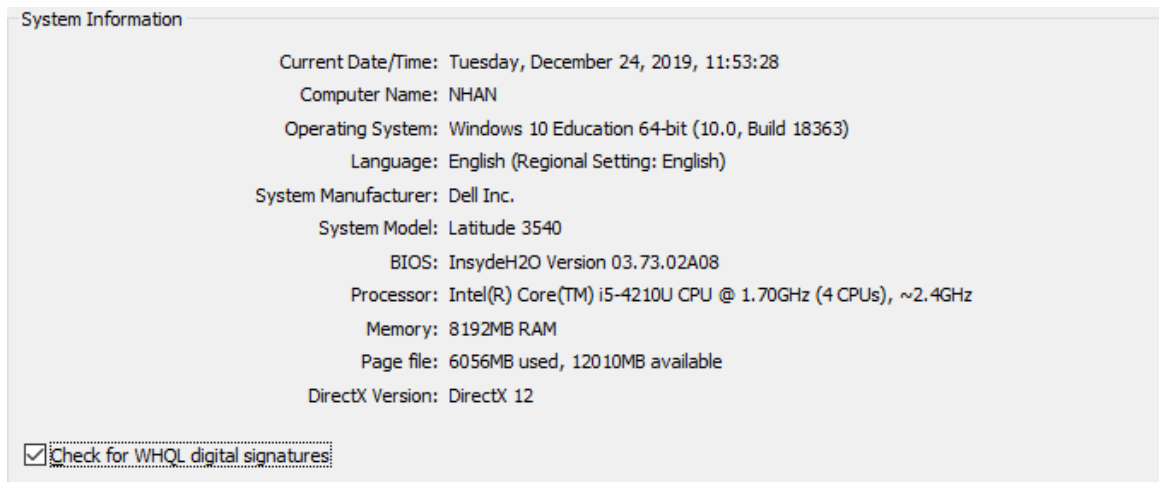 System Information
Current Date/Time: Tuesday, December 24, 2019, 11:53:28
Computer Name: NHAN
Operating System: Windows 10 Education 64-bit (10.0, Build 18363)
Language: English (Regional Setting: English)
System Manufacturer: Dell Inc.
System Model: Latitude 3540
BIOS: InsydeH2O Version 03.73.02A08
Processor: Intel(R) Core(TM) i5-4210U CPU @ 1.70GHz (4 CPUs), ~2.4GHz
Memory: 8192MB RAM
Page file: 6056MB used, 12010MB available
DirectX Version: DirectX 12
Check for WHQL digital signatures